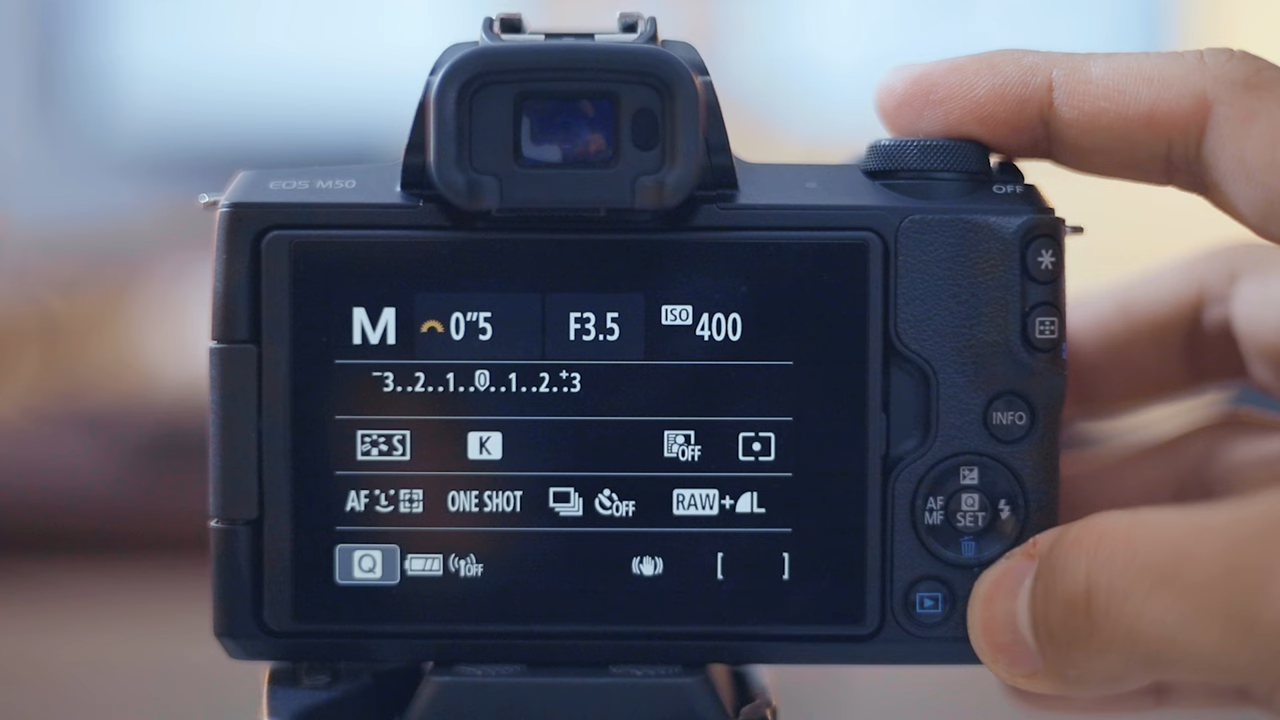 EOS M50
OFF
M 0"5 F3.5 ISO 400
-3..2..1..0..1..2.+3
S K OFF
INFO
AF ONE SHOT OFF RAW+L
AF MF Q SET
Q OFF [ ]